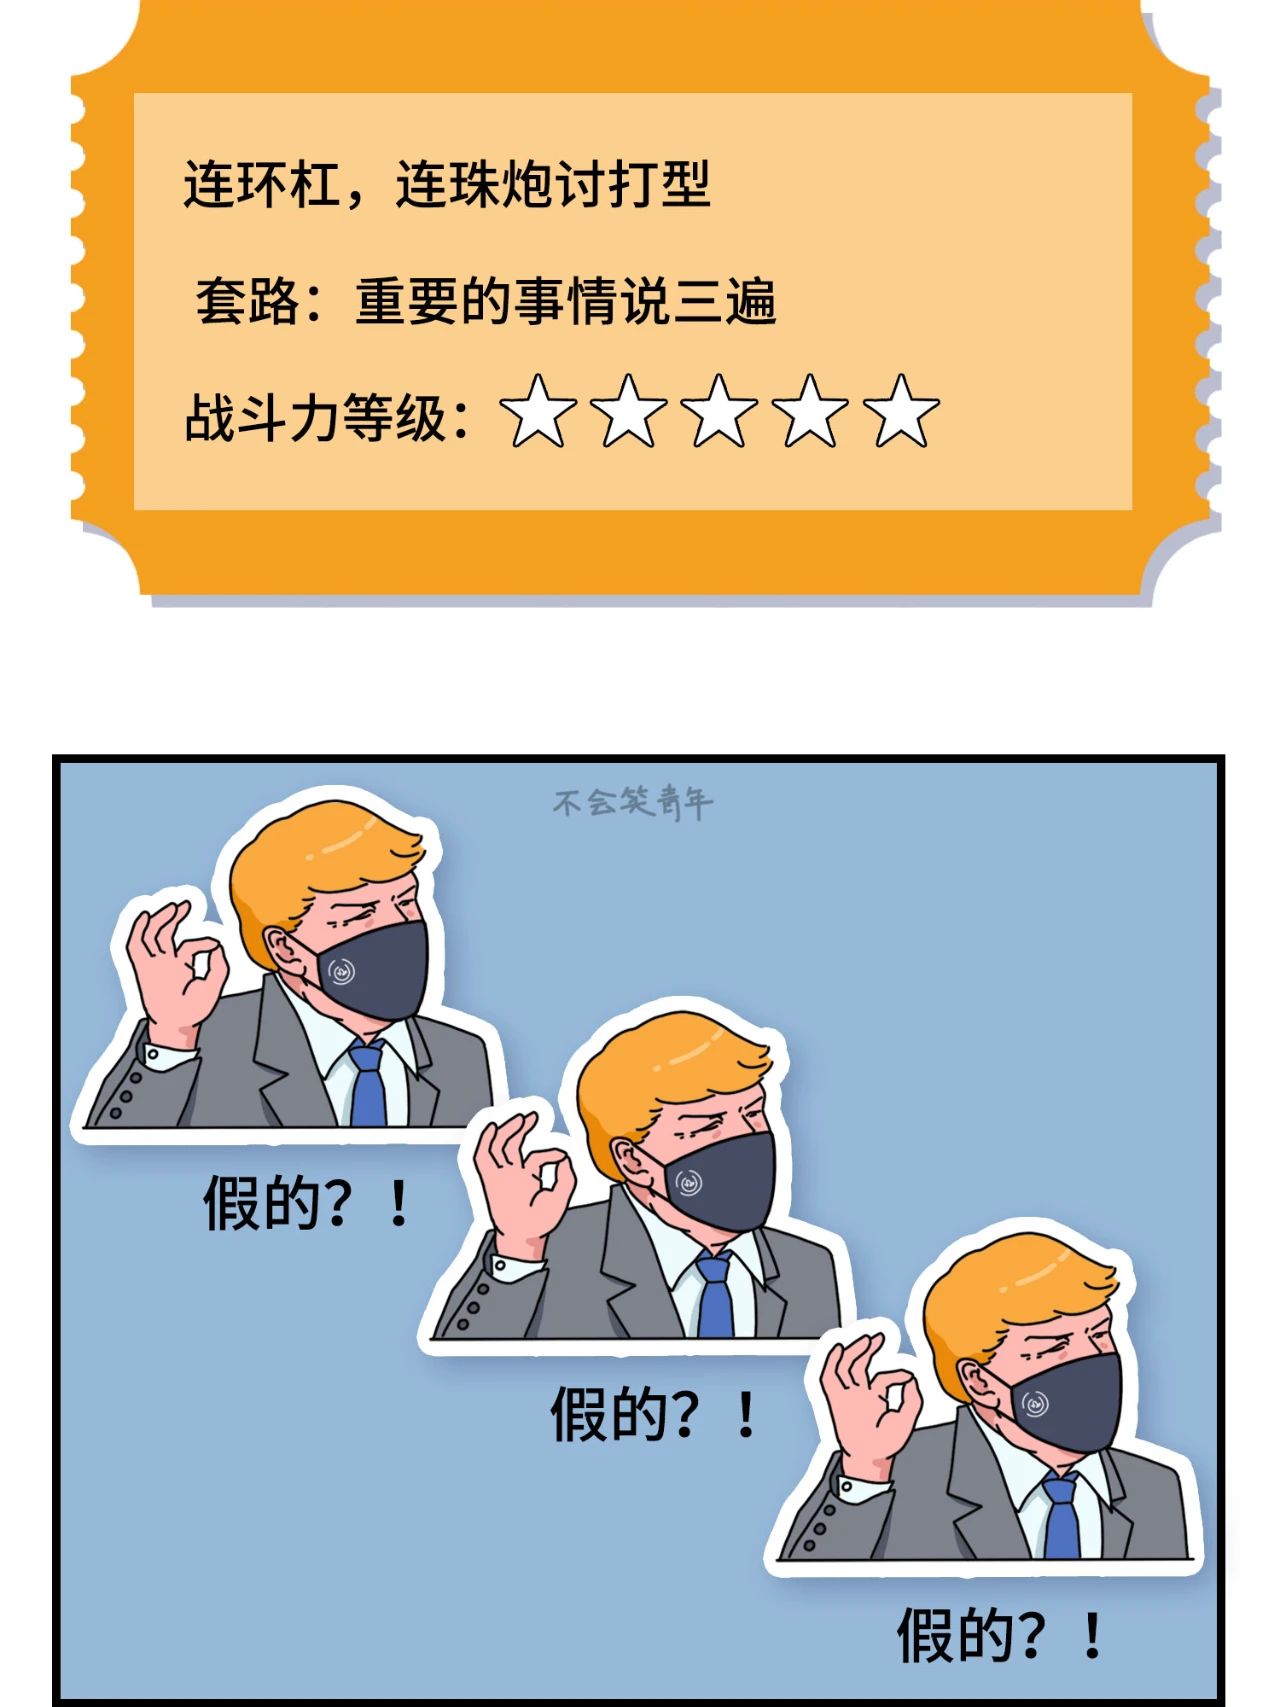 连环杠，连珠炮讨打型
套路：重要的事情说三遍
战斗力等级：
不会笑青年
假的？！
假的？！
假的？！